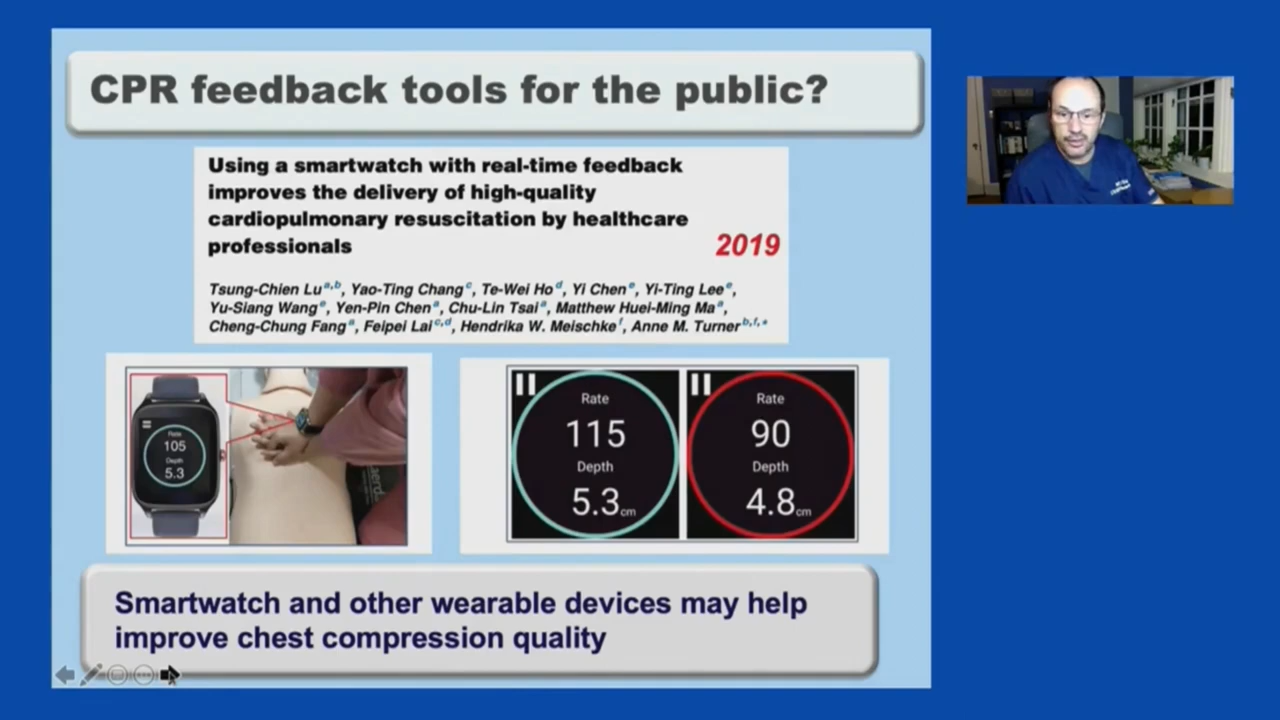 CPR feedback tools for the public?
Using a smartwatch with real-time feedback
improves the delivery of high-quality
cardiopulmonary resuscitation by healthcare
professionals
2019
Tsung-Chien Lu a,b, Yao-Ting Chang c, Te-Wei Ho d, Yi Chen e, Yi-Ting Lee e,
Yu-Siang Wang e, Yen-Pin Chen a, Chu-Lin Tsai a, Matthew Huei-Ming Ma a,
Cheng-Chung Fang a, Feipei Lai c,d, Hendrika W. Meischke f, Anne M. Turner b,f,*
Rate
105
Depth
5.3
Rate
115
Depth
5.3 cm
Rate
90
Depth
4.8 cm
Smartwatch and other wearable devices may help
improve chest compression quality